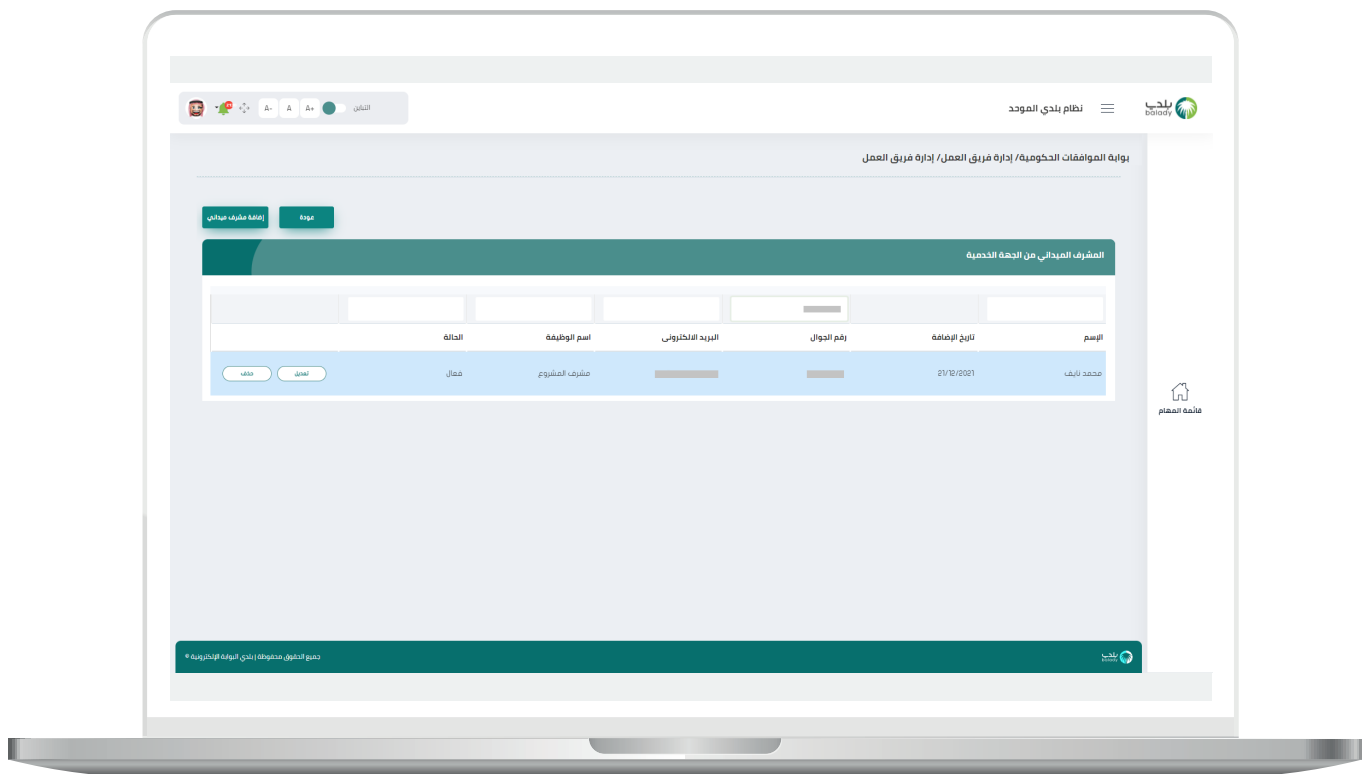 بلدي
balady
نظام بلدي الموحد
التباين
A+ A A-
بوابة الموافقات الحكومية/ إدارة فريق العمل/ إدارة فريق العمل
عودة
إضافة مشرف ميداني
المشرف الميداني من الجهة الخدمية
الإسم تاريخ الإضافة رقم الجوال البريد الالكترونى اسم الوظيفة الحالة
محمد نايف 21/12/2021 مشرف المشروع فعال تعديل حذف
قائمة المهام
بلدي
balady
جميع الحقوق محفوظة | بلدي البوابة الإلكترونية ©